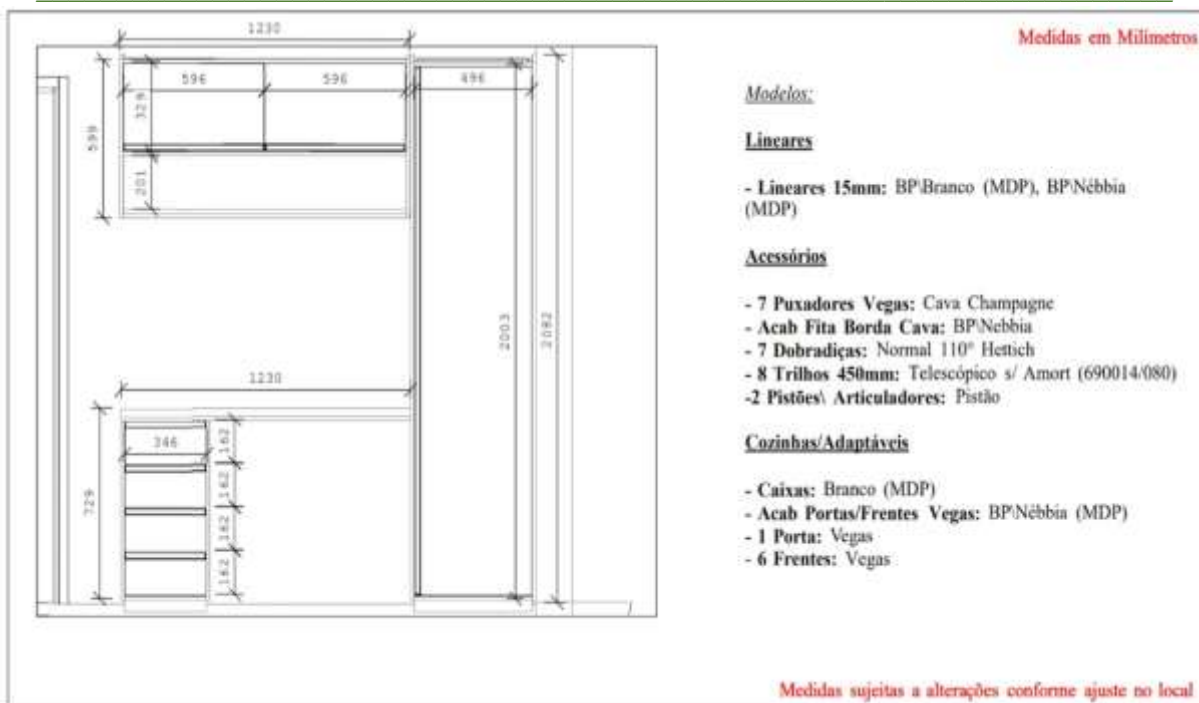 1230
Medidas em Milímetros
596
596
496
329
599
201
Modelos:
Lineares
- Lineares 15mm: BP\Branco (MDP), BP\Nébbia
(MDP)
Acessórios
- 7 Puxadores Vegas: Cava Champagne
- Acab Fita Borda Cava: BP\Nebbia
- 7 Dobradiças: Normal 110° Hettich
- 8 Trilhos 450mm: Telescópico s/ Amort (690014/080)
-2 Pistões\ Articuladores: Pistão
2003
2082
1230
346
162
162
162
162
729
Cozinhas/Adaptáveis
- Caixas: Branco (MDP)
- Acab Portas/Frentes Vegas: BP\Nébbia (MDP)
- 1 Porta: Vegas
- 6 Frentes: Vegas
Medidas sujeitas a alterações conforme ajuste no local